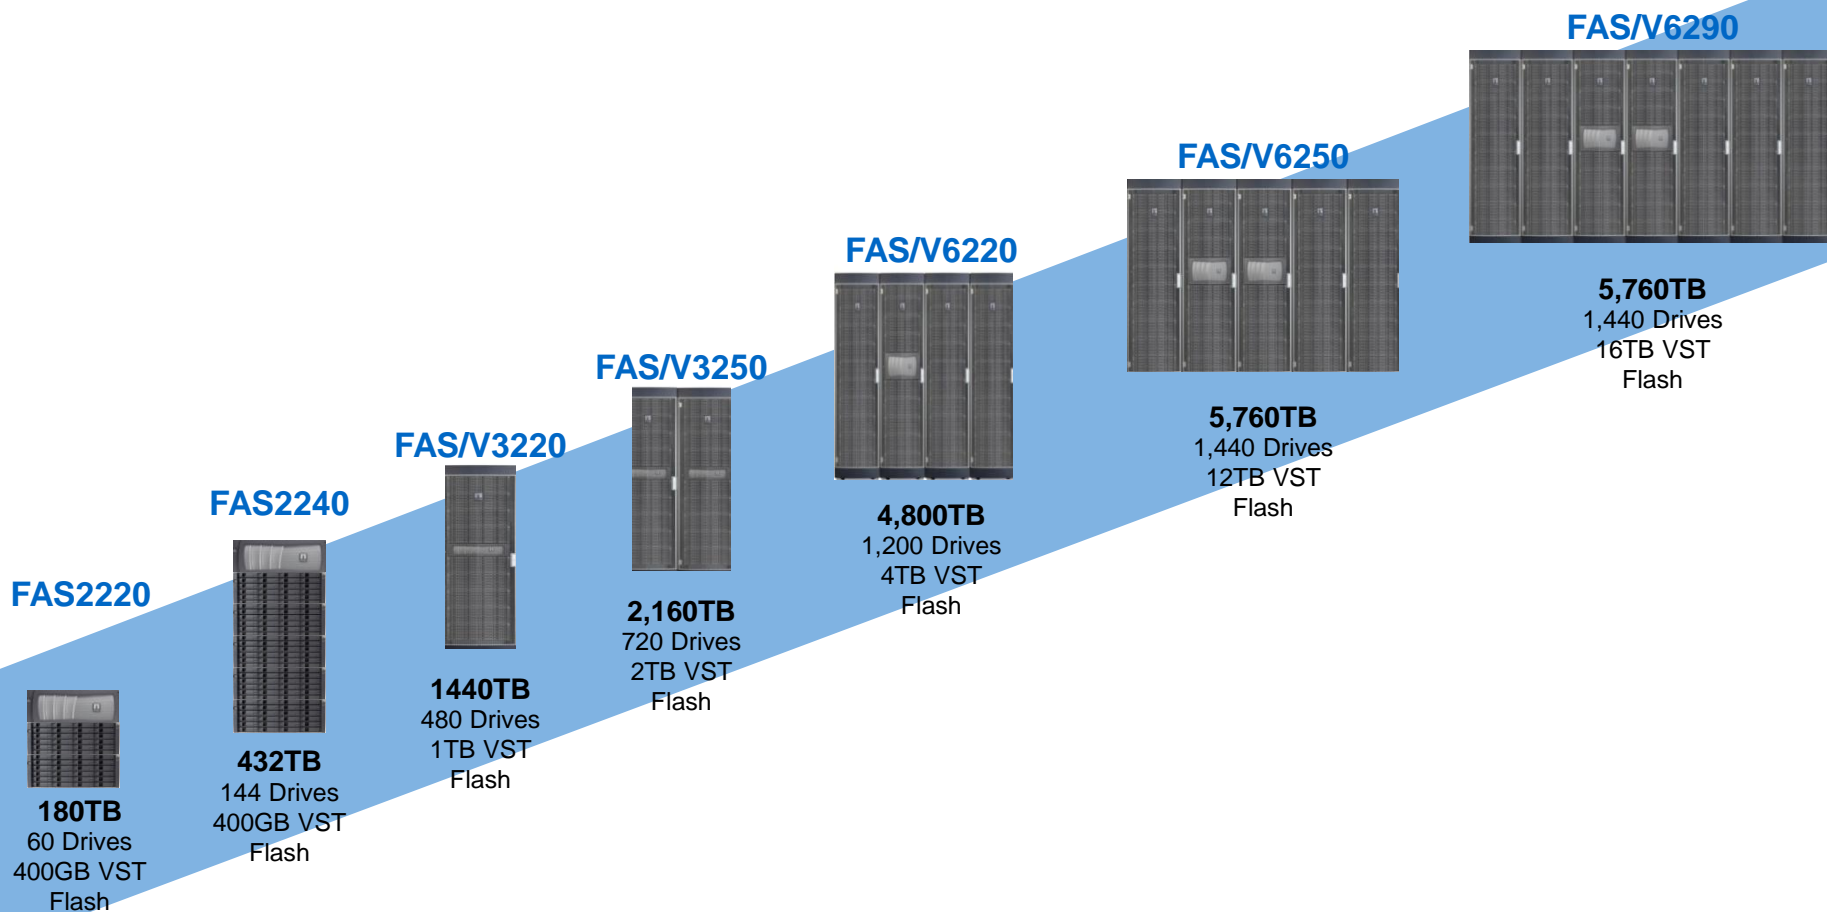 FAS2220
180TB
60 Drives
400GB VST
Flash
FAS2240
432TB
144 Drives
400GB VST
Flash
FAS/V3220
1440TB
480 Drives
1TB VST
Flash
FAS/V3250
2,160TB
720 Drives
2TB VST
Flash
FAS/V6220
4,800TB
1,200 Drives
4TB VST
Flash
FAS/V6250
5,760TB
1,440 Drives
12TB VST
Flash
FAS/V6290
5,760TB
1,440 Drives
16TB VST
Flash